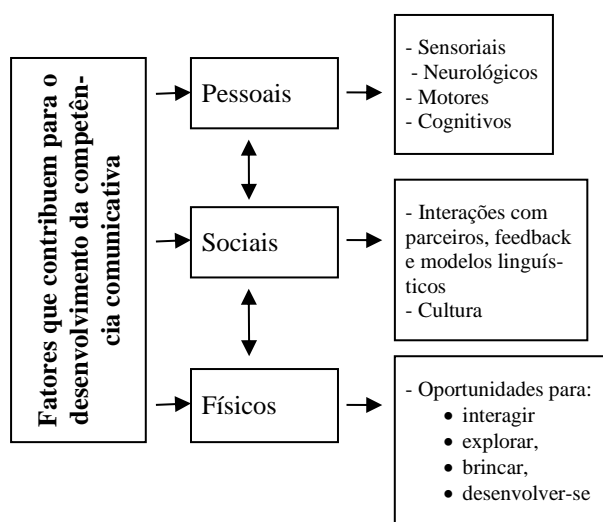 Fatores que contribuem para o
desenvolvimento da competên-
cia comunicativa
Pessoais
- Sensoriais
- Neurológicos
- Motores
- Cognitivos
Sociais
- Interações com
parceiros, feedback
e modelos linguís-
ticos
- Cultura
Físicos
- Oportunidades para:
• interagir
• explorar,
• brincar,
• desenvolver-se